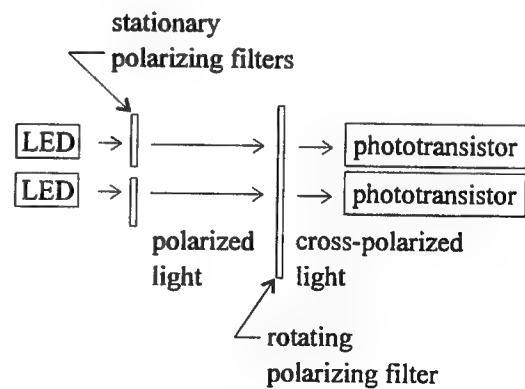 stationary
polarizing filters
LED
phototransistor
LED
phototransistor
polarized
light
cross-polarized
light
rotating
polarizing filter